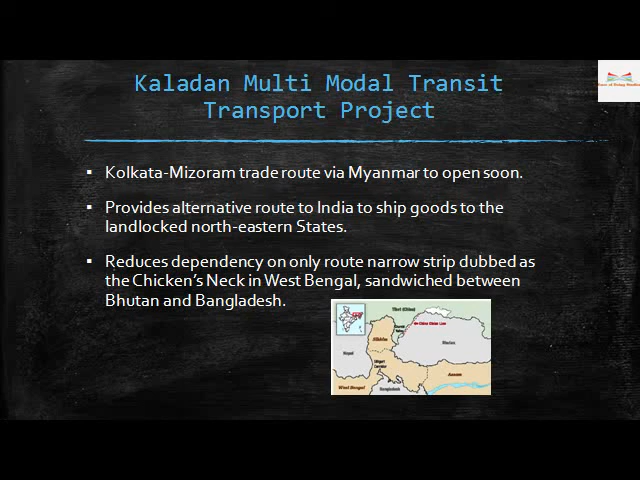 Kaladan Multi Modal Transit
Transport Project
▪ Kolkata-Mizoram trade route via Myanmar to open soon.
▪ Provides alternative route to India to ship goods to the
landlocked north-eastern States.
▪ Reduces dependency on only route narrow strip dubbed as
the Chicken's Neck in West Bengal, sandwiched between
Bhutan and Bangladesh.
Tibet (China)
Sikkim
Bhutan
Nepal
Assam
West Bengal
Bangladesh